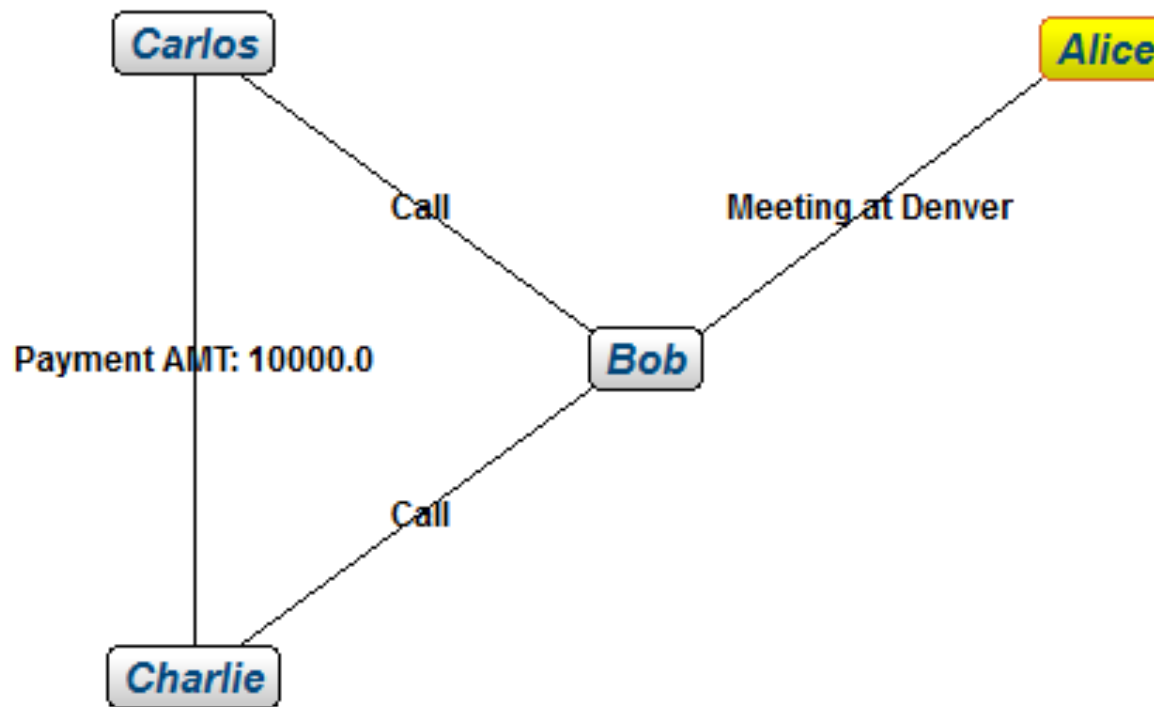 Carlos
Alice
Call
Meeting at Denver
Payment AMT: 10000.0
Bob
Call
Charlie